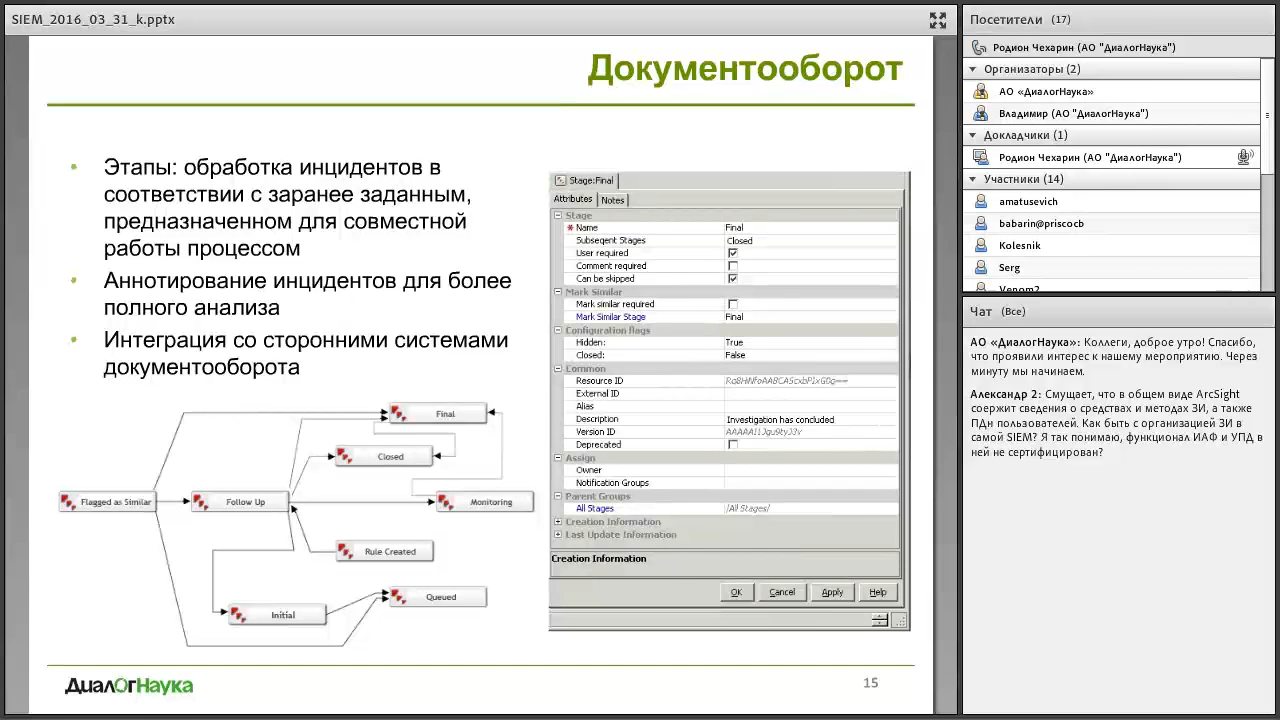 SIEM_2016_03_31_k.pptx
Документооборот
• Этапы: обработка инцидентов в
соответствии с заранее заданным,
предназначенном для совместной
работы процессом
• Аннотирование инцидентов для более
полного анализа
• Интеграция со сторонними системами
документооборота
Final
Closed
Flagged as Similar
Follow Up
Monitoring
Rule Created
Queued
Initial
Stage:Final
Attributes Notes
Stage
* Name Final
Subseqent Stages Closed
User required
Comment required
Can be skipped
Mark Similar
Mark similar required
Mark Similar Stage Final
Configuration flags
Hidden: True
Closed: False
Common
Resource ID
External ID
Alias
Description Investigation has concluded
Version ID
Deprecated
Assign
Owner
Notification Groups
Parent Groups
All Stages /All Stages/
Creation Information
Last Update Information
Creation Information
OK Cancel Apply Help
ДиалОгНаука
15
Посетители (17)
Родион Чехарин (АО "ДиалогНаука")
Организаторы (2)
АО «ДиалогНаука»
Владимир (АО "ДиалогНаука")
Докладчики (1)
Родион Чехарин (АО "ДиалогНаука")
Участники (14)
amatusevich
babarin@priscocb
Kolesnik
Serg
Venom?
Чат (Все)
АО «ДиалогНаука»: Коллеги, доброе утро! Спасибо,
что проявили интерес к нашему мероприятию. Через
минуту мы начинаем.
Александр 2: Смущает, что в общем виде ArcSight
соержит сведения о средствах и методах ЗИ, а также
ПДн пользователей. Как быть с организацией ЗИ в
самой SIEM? Я так понимаю, функционал ИАФ и УПД в
ней не сертифицирован?